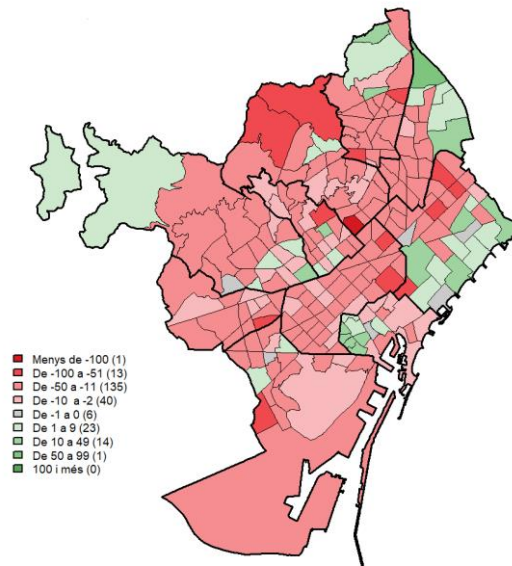 Menys de -100 (1)
De -100 a -51 (13)
De -50 a -11 (135)
De -10 a -2 (40)
De -1 a 0 (6)
De 1 a 9 (23)
De 10 a 49 (14)
De 50 a 99 (1)
100 i més (0)